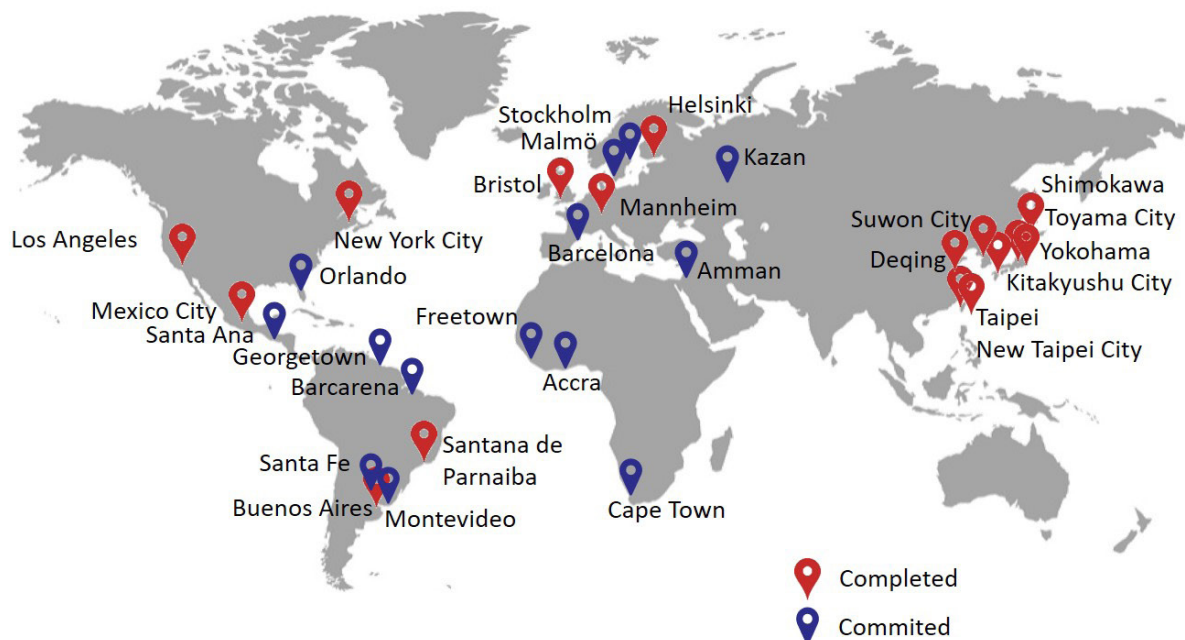 Helsinki
Stockholm
Malmö
Kazan
Bristol
Mannheim
Shimokawa
Toyama City
Suwon City
Los Angeles
New York City
Barcelona
Amman
Deqing
Yokohama
Orlando
Kitakyushu City
Mexico City
Santa Ana
Freetown
Taipei
Georgetown
New Taipei City
Barcarena
Accra
Santana de
Parnaiba
Santa Fe
Buenos Aires
Montevideo
Cape Town
Completed
Commited